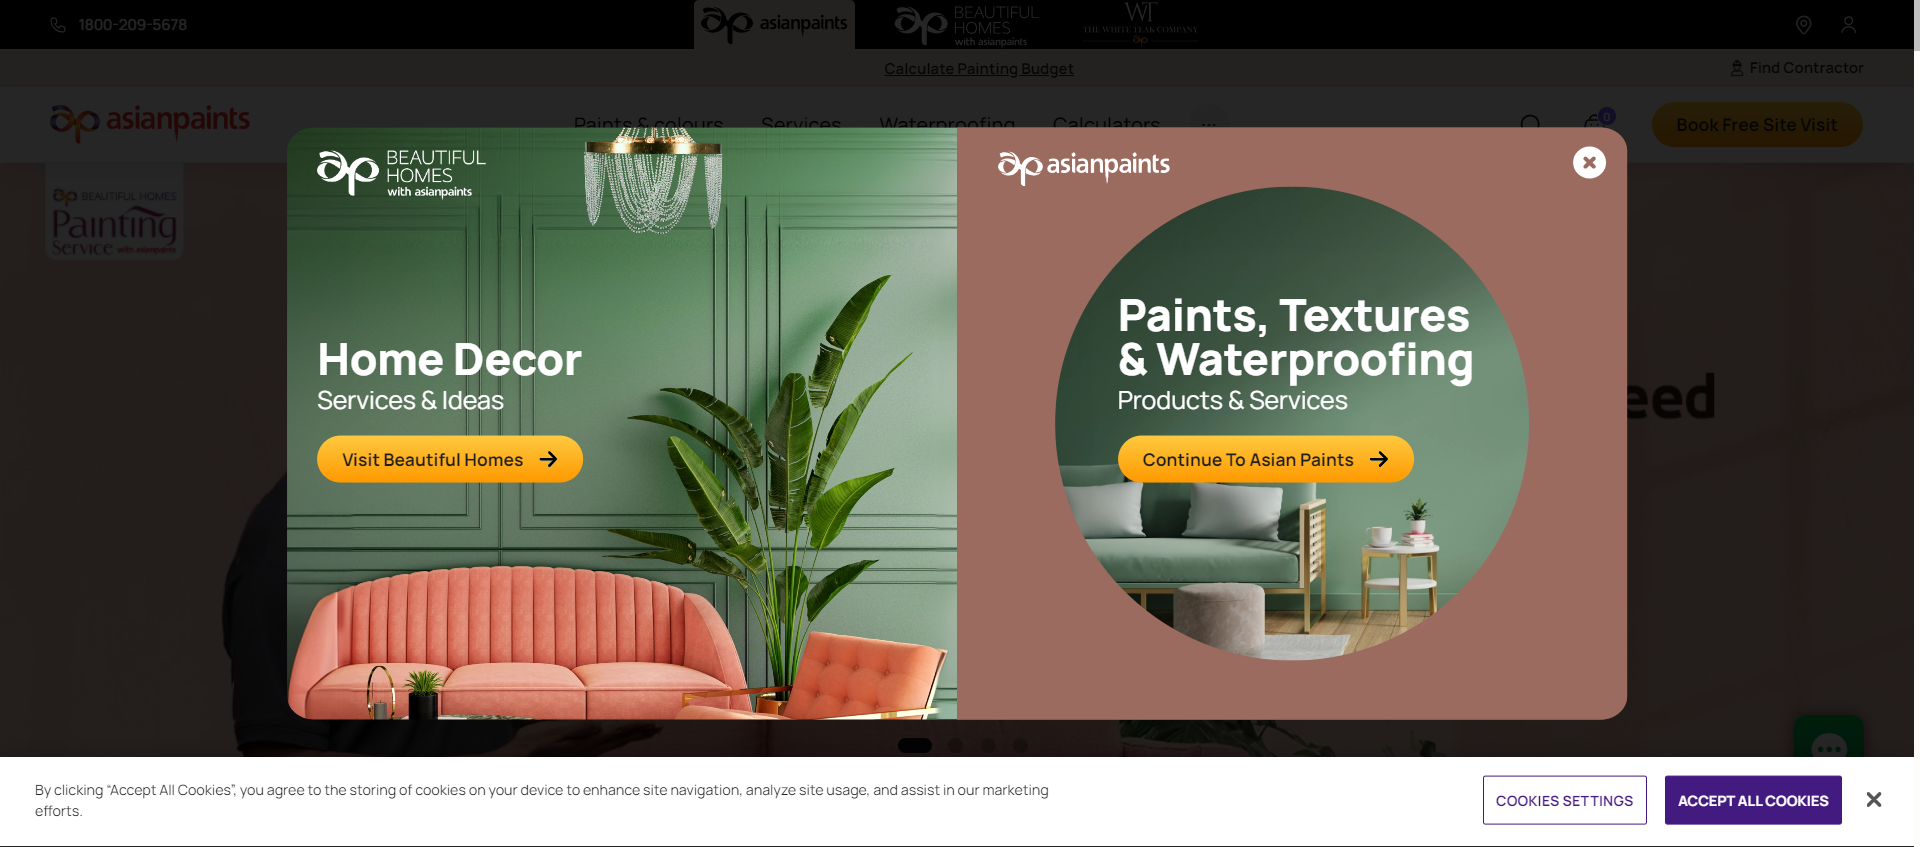 1800-209-5678
asianpaints
BEAUTIFUL
HOMES
with asianpaints
WT
THE WHITE TEAK COMPANY
Calculate Painting Budget
Find Contractor
asianpaints
Paints & colours
Services
Waterproofing
Calculators
...
0
Book Free Site Visit
BEAUTIFUL HOMES
Painting
Service with asianpaints
BEAUTIFUL
HOMES
with asianpaints
Home Decor
Services & Ideas
Visit Beautiful Homes
asianpaints
Paints, Textures
& Waterproofing
Products & Services
Continue To Asian Paints
By clicking “Accept All Cookies”, you agree to the storing of cookies on your device to enhance site navigation, analyze site usage, and assist in our marketing
efforts.
COOKIES SETTINGS
ACCEPT ALL COOKIES